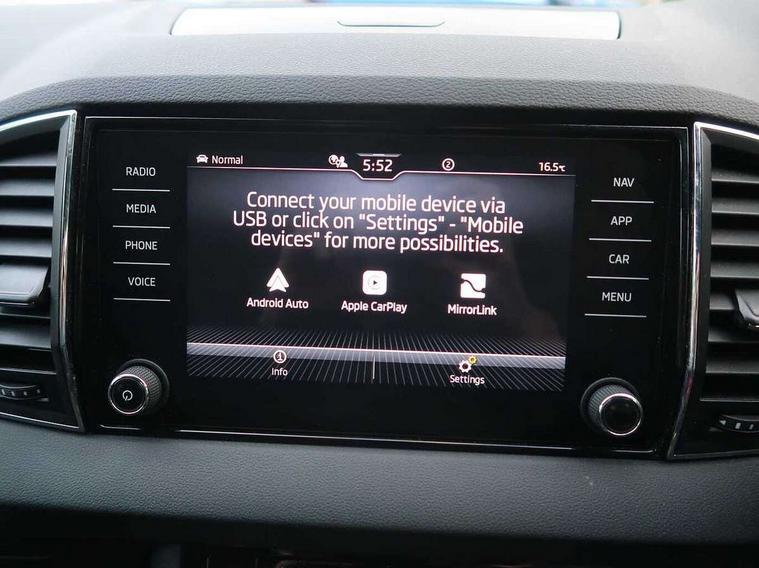 Normal
5:52
2
16.5°C
RADIO
MEDIA
PHONE
VOICE
Connect your mobile device via
USB or click on "Settings" - "Mobile
devices" for more possibilities.
Android Auto
Apple CarPlay
MirrorLink
Info
Settings
NAV
APP
CAR
MENU